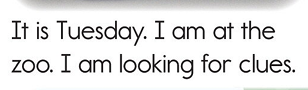 It is Tuesday. I am at the
zoo. I am looking for clues.